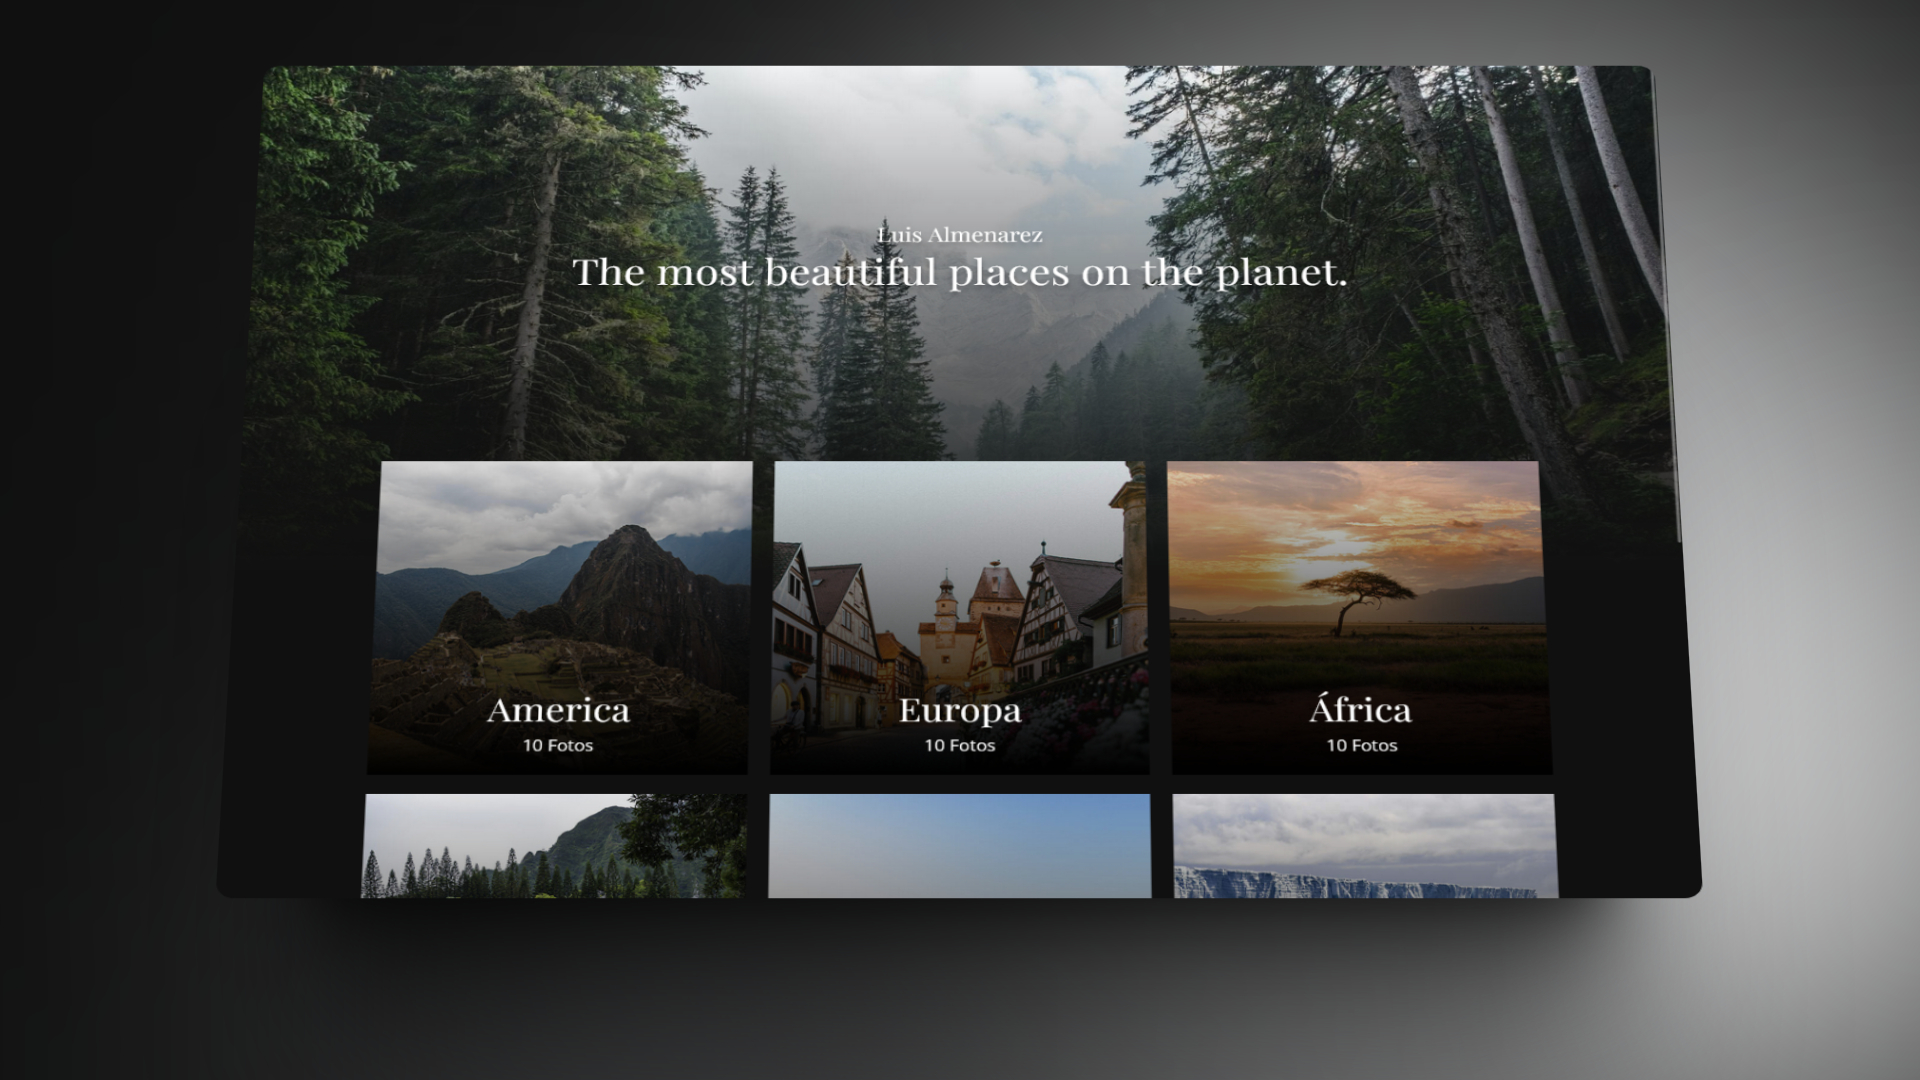 Luis Almenarez
The most beautiful places on the planet.
America
10 Fotos
Europa
10 Fotos
África
10 Fotos